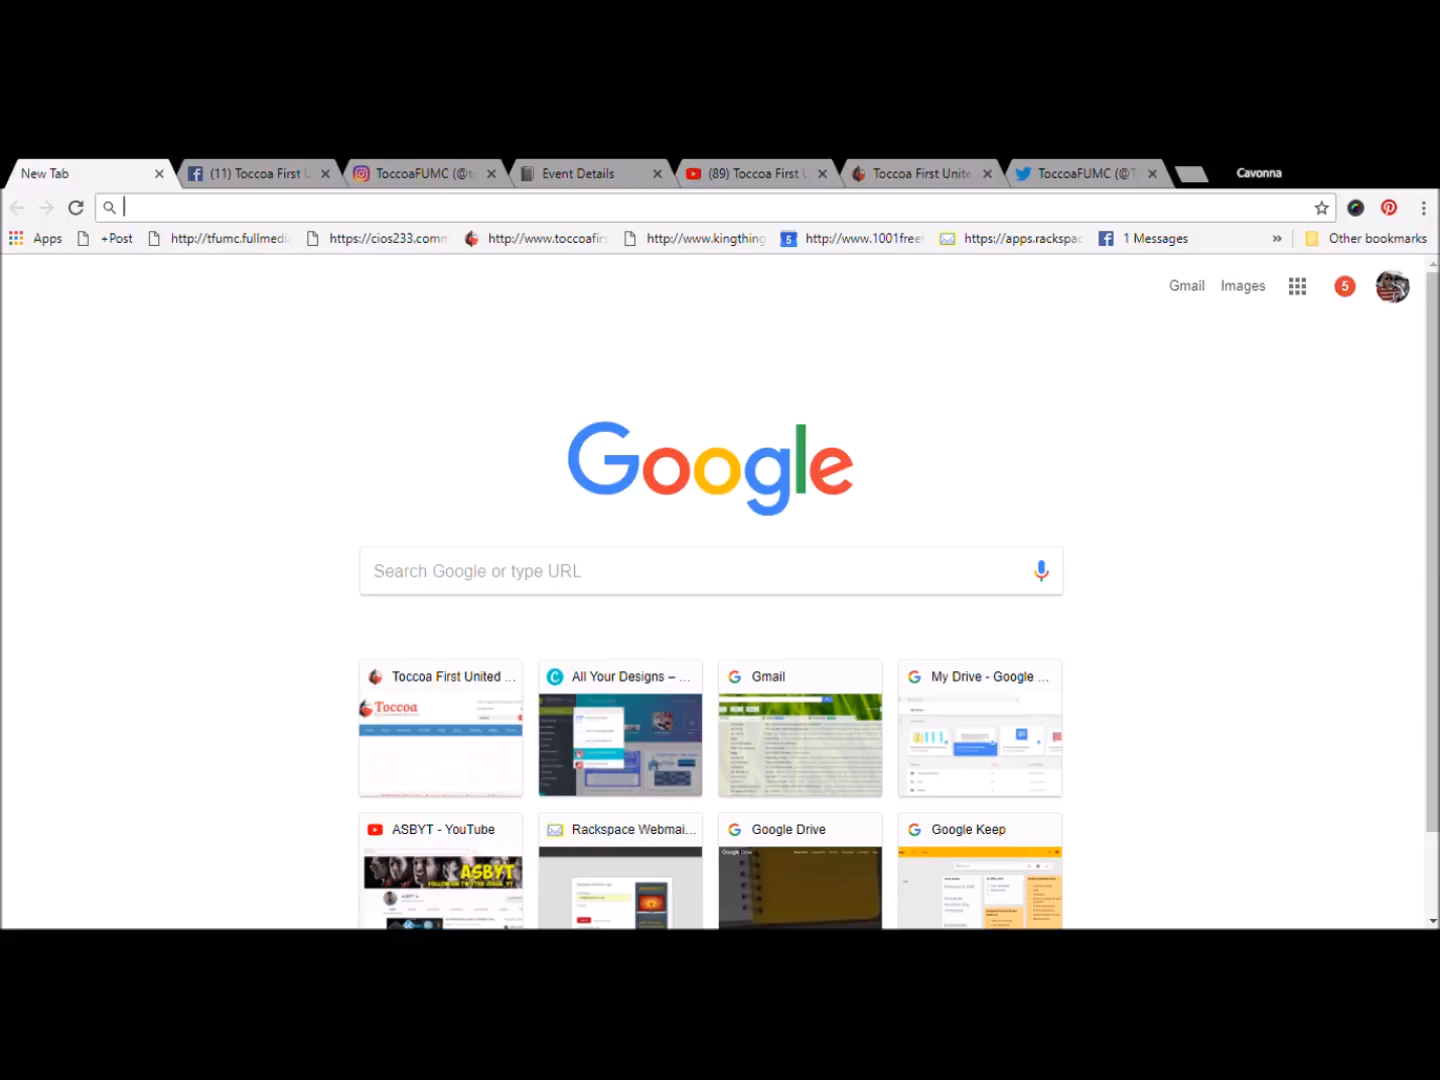 New Tab
(11) Toccoa First U
ToccoaFUMC (@t
Event Details
(89) Toccoa First U
Toccoa First Unite
ToccoaFUMC (@T
Cavonna
Apps
+Post
http://tfumc.fullmedi
https://cios233.comm
http://www.toccoafir
http://www.kingthing
http://www.1001free
https://apps.rackspac
1 Messages
»
Other bookmarks
Gmail
Images
5
Google
Search Google or type URL
Toccoa First United ...
All Your Designs – ...
Gmail
My Drive - Google ...
Toccoa
ASBYT - YouTube
Rackspace Webmai...
Google Drive
Google Keep
ASBYT
Google Drive